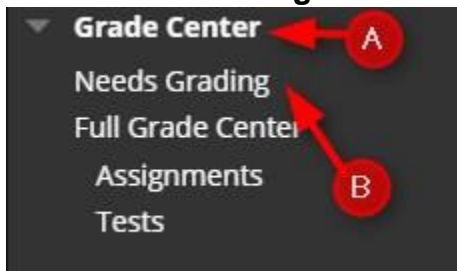 Grade Center
A
Needs Grading
Full Grade Center
Assignments
B
Tests